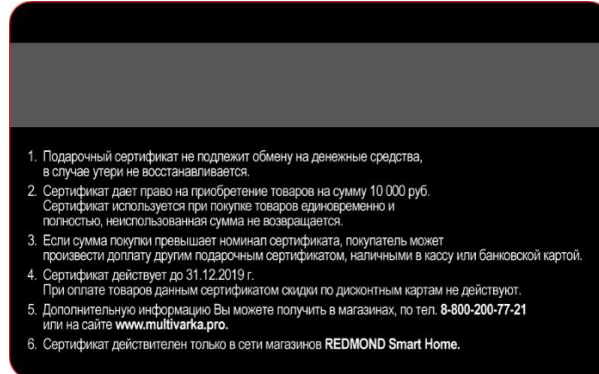 1. Подарочный сертификат не подлежит обмену на денежные средства,
в случае утери не восстанавливается.
2. Сертификат дает право на приобретение товаров на сумму 10 000 руб.
Сертификат используется при покупке товаров единовременно и
полностью, неиспользованная сумма не возвращается.
3. Если сумма покупки превышает номинал сертификата, покупатель может
произвести доплату другим подарочным сертификатом, наличными в кассу или банковской картой.
4. Сертификат действует до 31.12.2019 г.
При оплате товаров данным сертификатом скидки по дисконтным картам не действуют.
5. Дополнительную информацию Вы можете получить в магазинах, по тел. 8-800-200-77-21
или на сайте www.multivarka.pro.
6. Сертификат действителен только в сети магазинов REDMOND Smart Home.